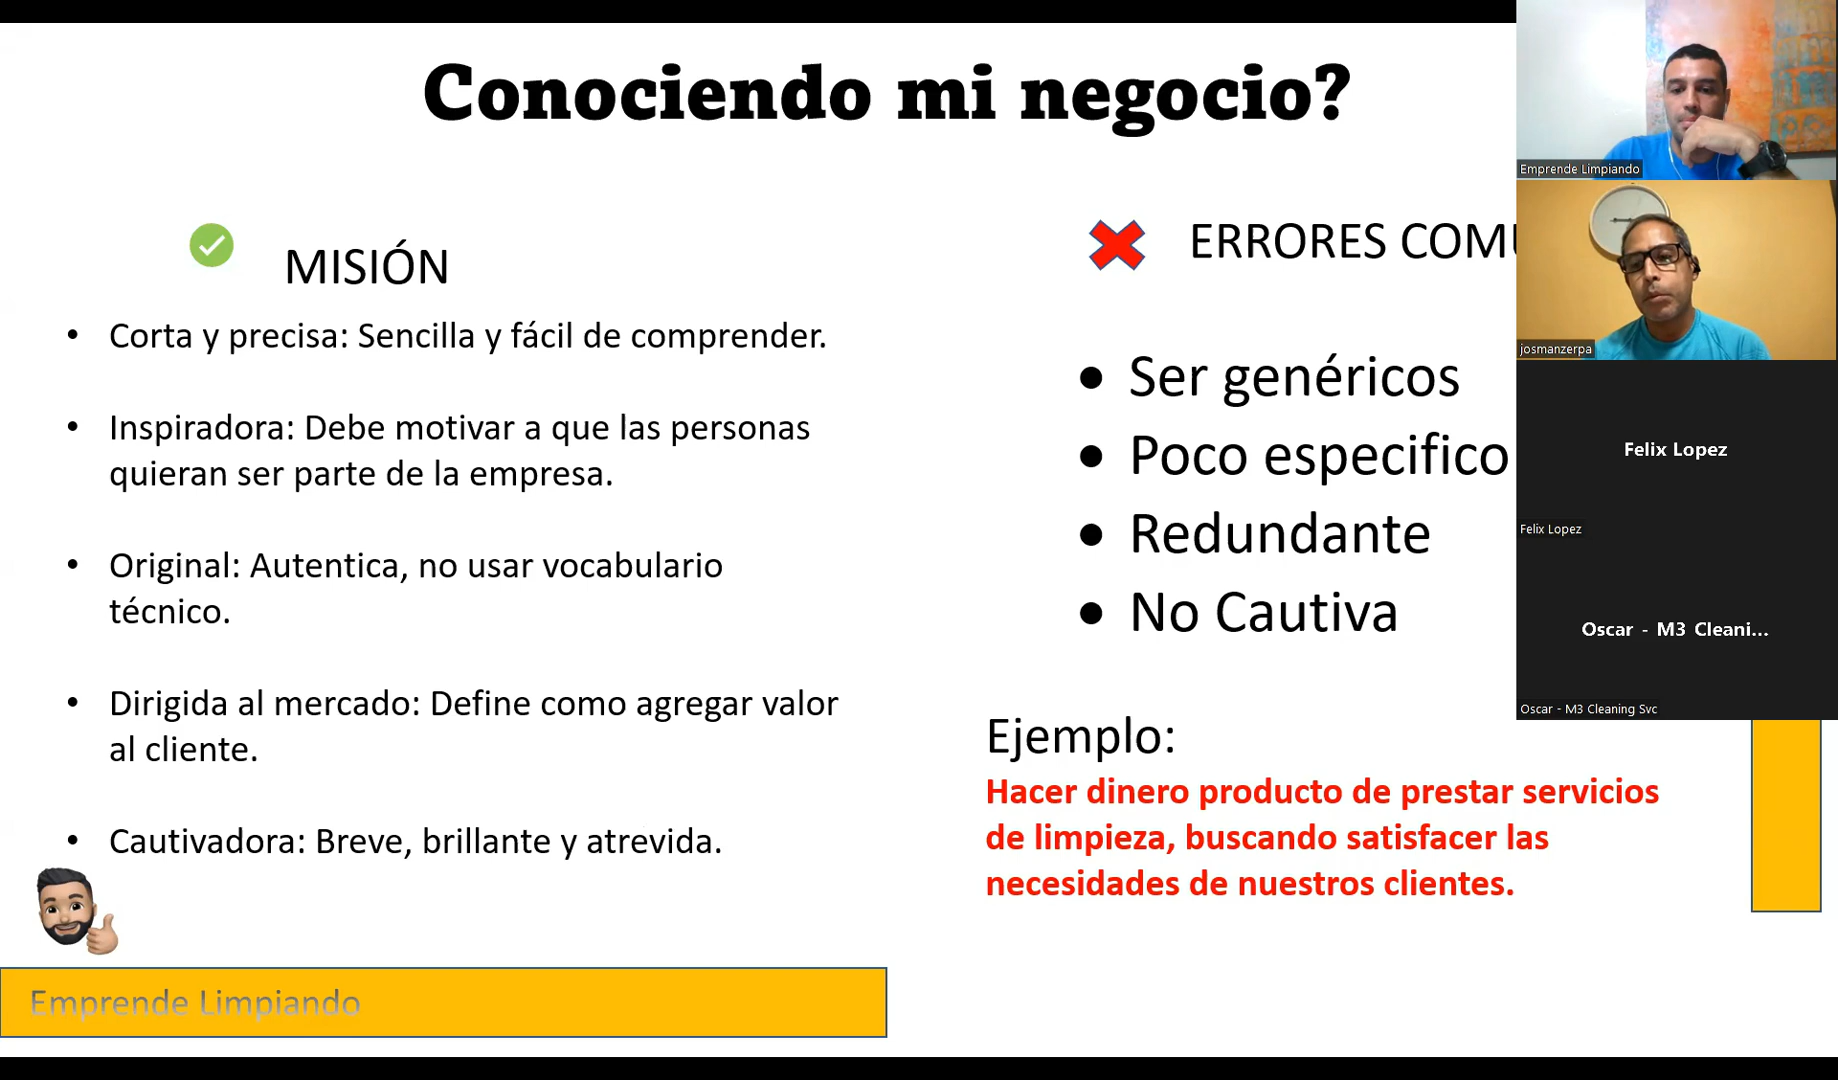 Conociendo mi negocio?
MISIÓN
• Corta y precisa: Sencilla y fácil de comprender.
• Inspiradora: Debe motivar a que las personas
quieran ser parte de la empresa.
• Original: Autentica, no usar vocabulario
técnico.
• Dirigida al mercado: Define como agregar valor
al cliente.
• Cautivadora: Breve, brillante y atrevida.
Emprende Limpiando
ERRORES COMU
• Ser genéricos
• Poco especifico
• Redundante
• No Cautiva
Ejemplo:
Hacer dinero producto de prestar servicios
de limpieza, buscando satisfacer las
necesidades de nuestros clientes.
Emprende Limpiando
josmanzerpa
Felix Lopez
Felix Lopez
Oscar - M3 Cleani...
Oscar - M3 Cleaning Svc